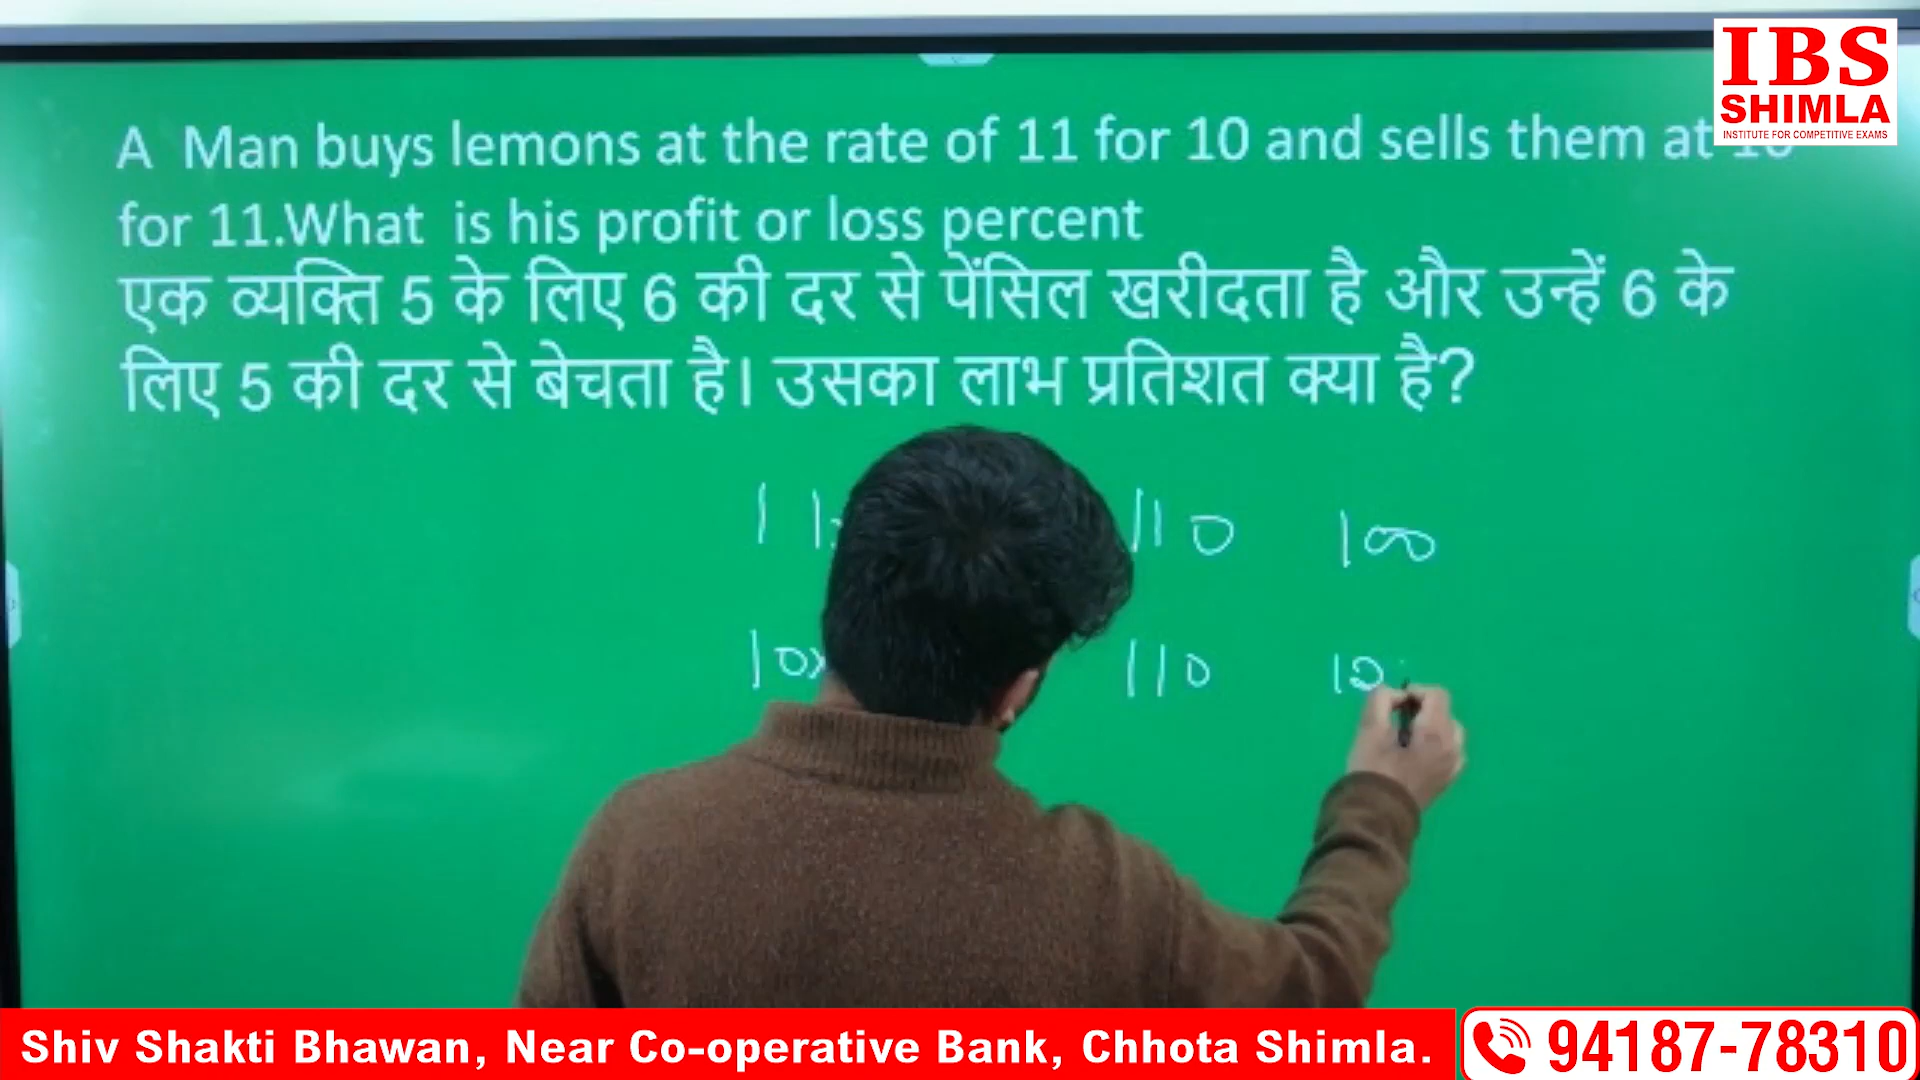 IBS
SHIMLA
INSTITUTE FOR COMPETITIVE EXAMS
A Man buys lemons at the rate of 11 for 10 and sells them at 10
for 11.What is his profit or loss percent
एक व्यक्ति 5 के लिए 6 की दर से पेंसिल खरीदता है और उन्हें 6 के
लिए 5 की दर से बेचता है। उसका लाभ प्रतिशत क्या है?
11 110 100
10x 110
Shiv Shakti Bhawan, Near Co-operative Bank, Chhota Shimla.
94187-78310